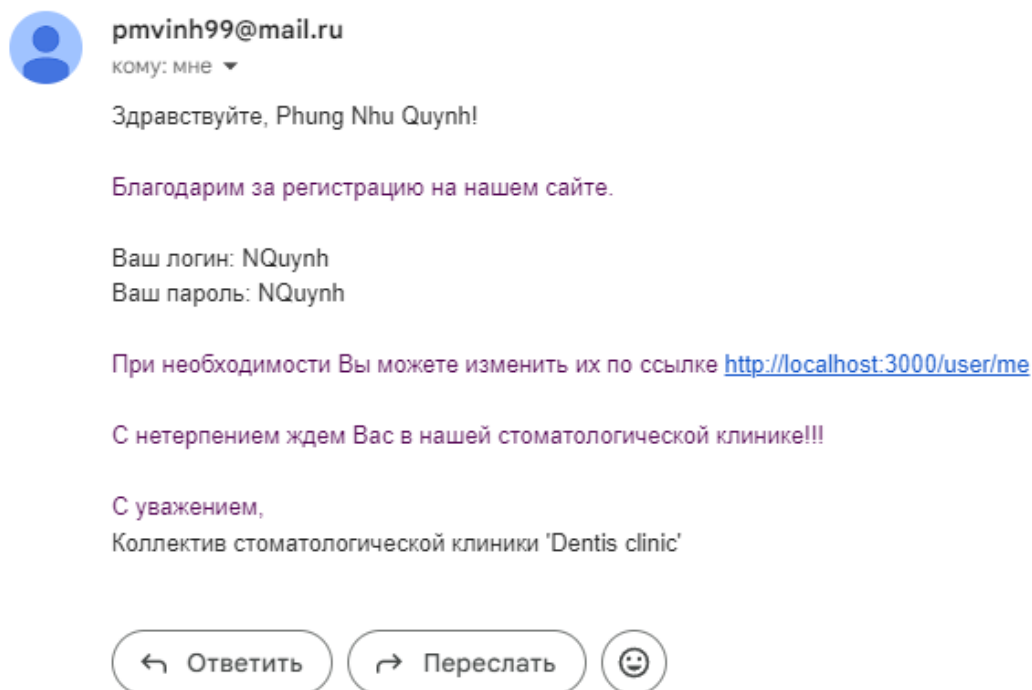 pmvinh99@mail.ru
кому: мне
Здравствуйте, Phung Nhu Quynh!
Благодарим за регистрацию на нашем сайте.
Ваш логин: NQuynh
Ваш пароль: NQuynh
При необходимости Вы можете изменить их по ссылке http://localhost:3000/user/me
С нетерпением ждем Вас в нашей стоматологической клинике!!!
С уважением,
Коллектив стоматологической клиники 'Dentis clinic'
Ответить
Переслать